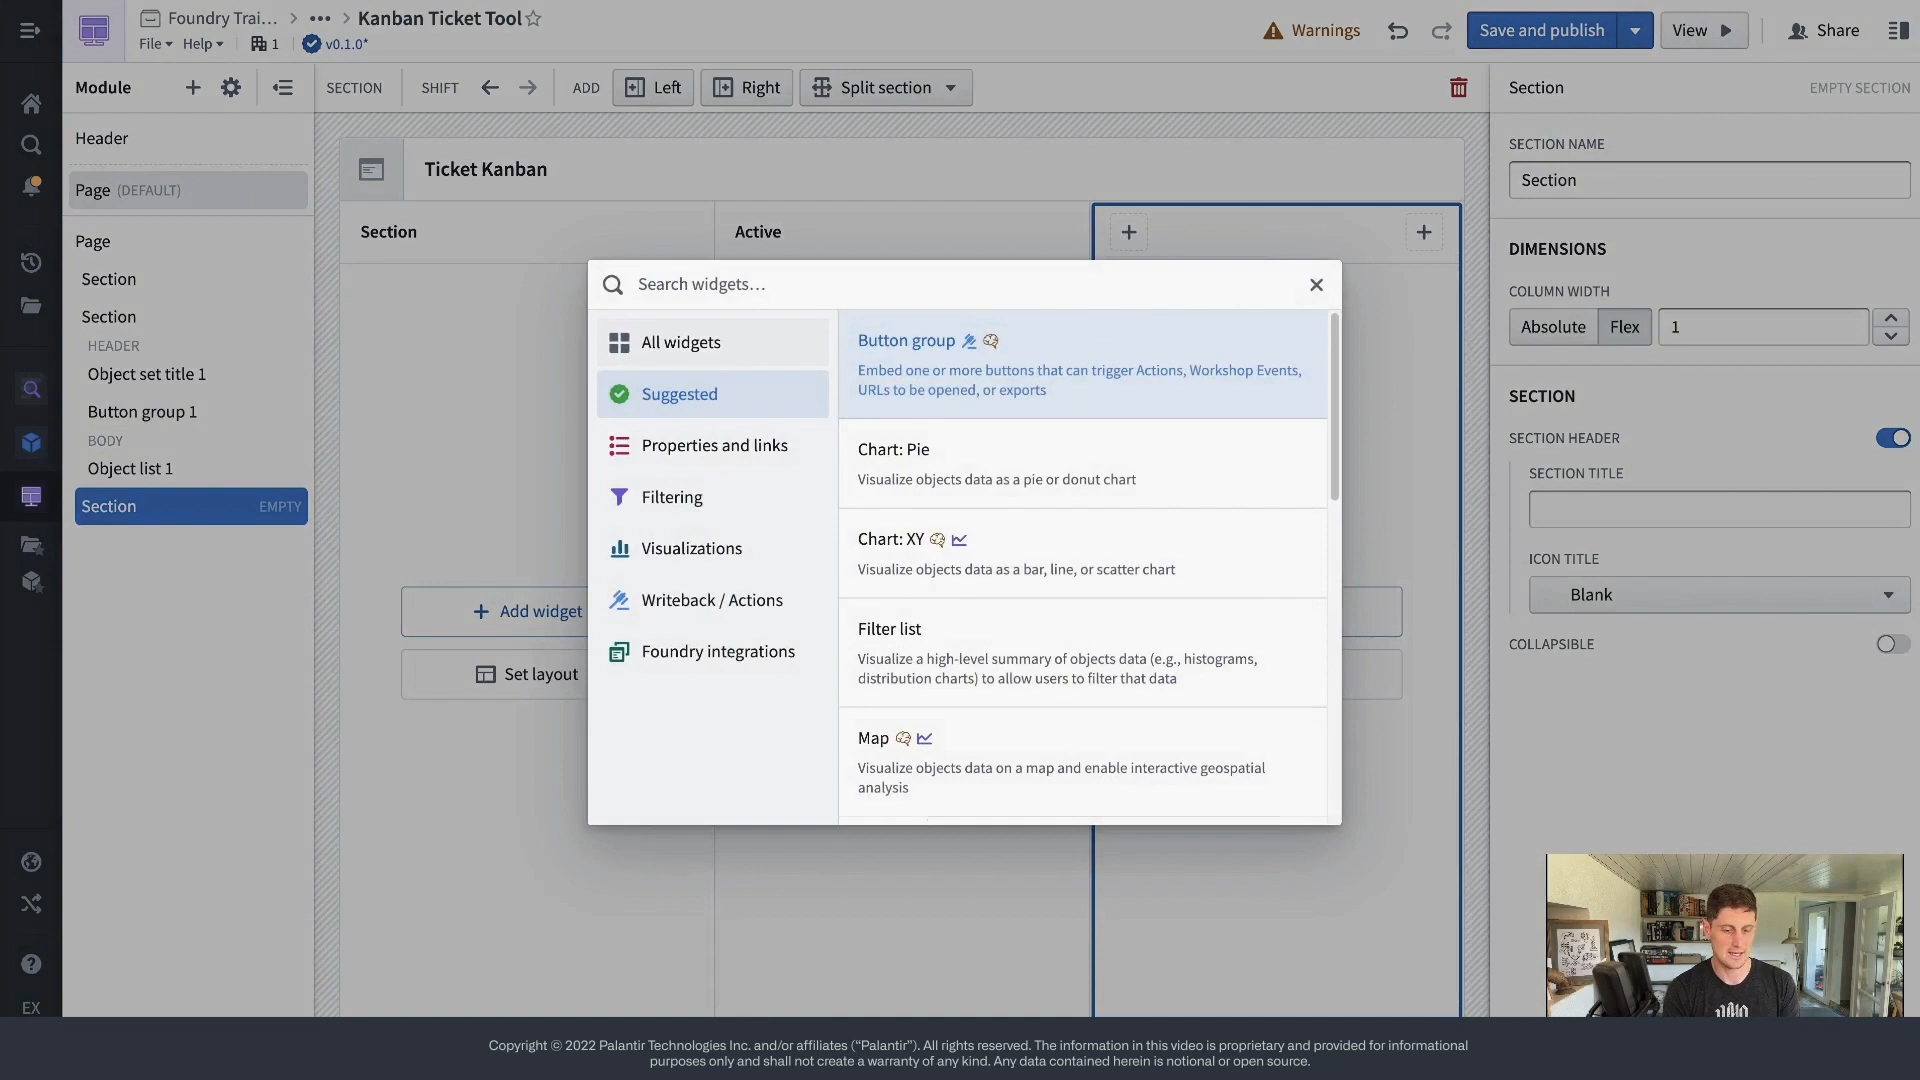 Foundry Trai… > ••• > Kanban Ticket Tool
File Help 1 v0.1.0*
Warnings
Save and publish
View
Share
Module
SECTION SHIFT ADD Left Right Split section
Section EMPTY SECTION
Header
Page (DEFAULT)
Page
Section
Section
HEADER
Object set title 1
Button group 1
BODY
Object list 1
Section EMPTY
EX
Ticket Kanban
Section
Active
Add widget
Set layout
Search widgets…
All widgets
Suggested
Properties and links
Filtering
Visualizations
Writeback / Actions
Foundry integrations
Button group
Embed one or more buttons that can trigger Actions, Workshop Events,
URLs to be opened, or exports
Chart: Pie
Visualize objects data as a pie or donut chart
Chart: XY
Visualize objects data as a bar, line, or scatter chart
Filter list
Visualize a high-level summary of objects data (e.g., histograms,
distribution charts) to allow users to filter that data
Map
Visualize objects data on a map and enable interactive geospatial
analysis
SECTION NAME
Section
DIMENSIONS
COLUMN WIDTH
Absolute Flex 1
SECTION
SECTION HEADER
SECTION TITLE
ICON TITLE
Blank
COLLAPSIBLE
Copyright © 2022 Palantir Technologies Inc. and/or affiliates (“Palantir”). All rights reserved. The information in this video is proprietary and provided for informational
purposes only and shall not create a warranty of any kind. Any data contained herein is notional or open source.